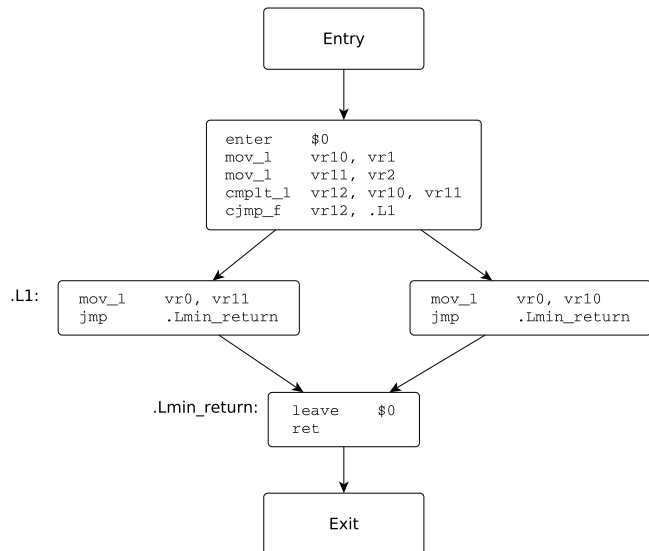 Entry
enter $0
mov_l vr10, vr1
mov_l vr11, vr2
cmplt_l vr12, vr10, vr11
cjmp_f vr12, .L1
.L1:
mov_l vr0, vr11
jmp .Lmin_return
mov_l vr0, vr10
jmp .Lmin_return
.Lmin_return:
leave $0
ret
Exit